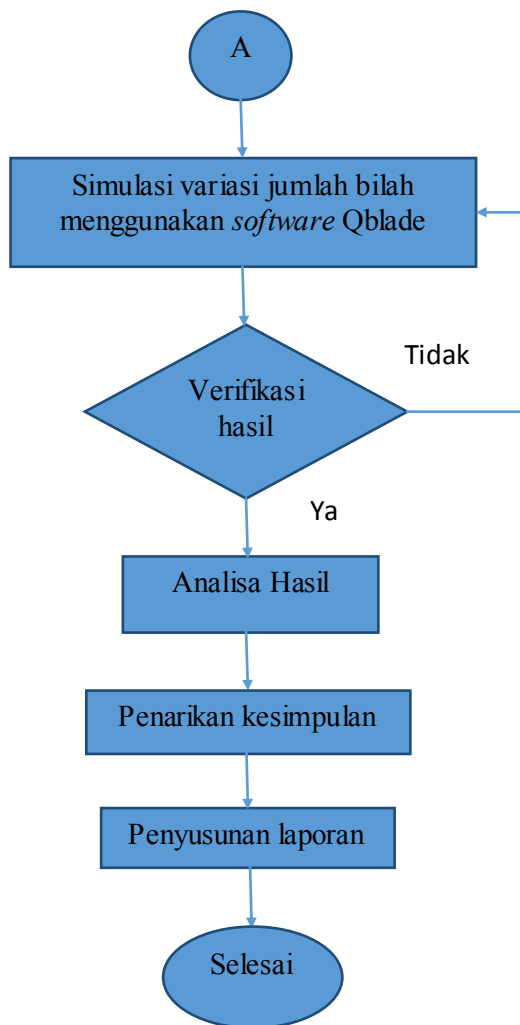 A
Simulasi variasi jumlah bilah
menggunakan software Qblade
Tidak
Verifikasi
hasil
Ya
Analisa Hasil
Penarikan kesimpulan
Penyusunan laporan
Selesai